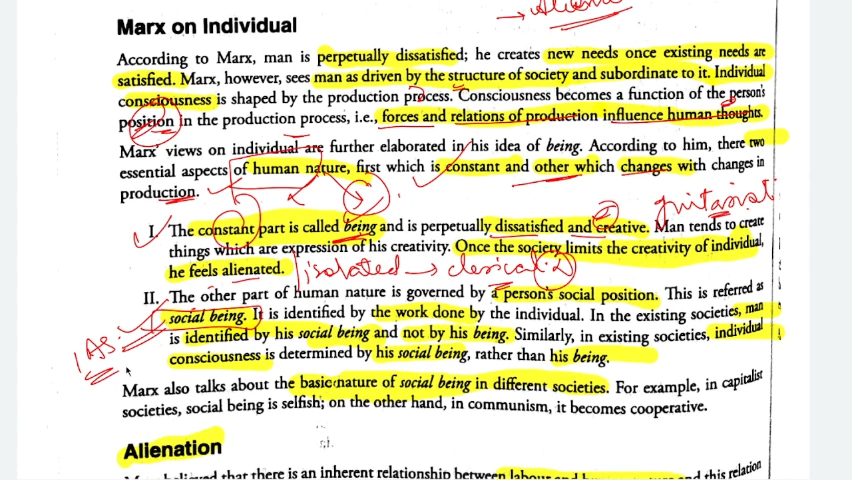 Marx on Individual
According to Marx, man is perpetually dissatisfied; he creates new needs once existing needs are
satisfied. Marx, however, sees man as driven by the structure of society and subordinate to it. Individual
consciousness is shaped by the production process. Consciousness becomes a function of the person's
position in the production process, i.e., forces and relations of production influence human thoughts.
Marx' views on individual are further elaborated in his idea of being. According to him, there two
essential aspects of human nature, first which is constant and other which changes with changes in
production.
I. The constant part is called being and is perpetually dissatisfied and creative. Man tends to create
things which are expression of his creativity. Once the society limits the creativity of individual,
he feels alienated. isolated → clerical
II. The other part of human nature is governed by a person's social position. This is referred as
social being. It is identified by the work done by the individual. In the existing societies, man
is identified by his social being and not by his being. Similarly, in existing societies, individual
IAS
consciousness is determined by his social being, rather than his being.
Marx also talks about the basic nature of social being in different societies. For example, in capitalist
societies, social being is selfish; on the other hand, in communism, it becomes cooperative.
Alienation
that there is an inherent relationship between labour and this relation